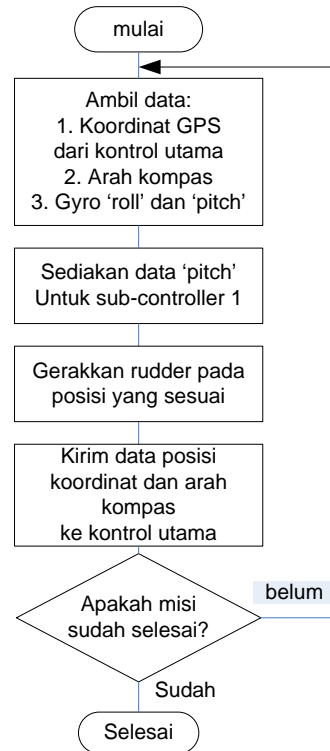 mulai
Ambil data:
1. Koordinat GPS
dari kontrol utama
2. Arah kompas
3. Gyro ‘roll’ dan ‘pitch’
Sediakan data ‘pitch’
Untuk sub-controller 1
Gerakkan rudder pada
posisi yang sesuai
Kirim data posisi
koordinat dan arah
kompas
ke kontrol utama
Apakah misi
sudah selesai?
belum
Sudah
Selesai